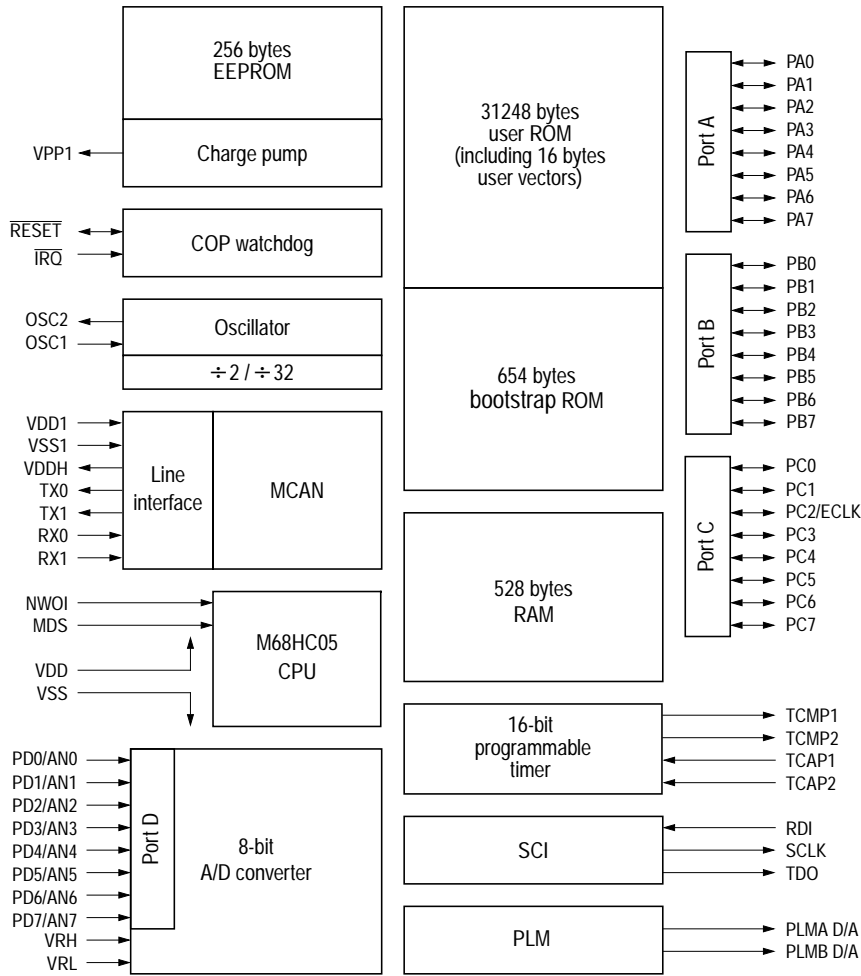 256 bytes
EEPROM
Charge pump
VPP1
RESET
IRQ
COP watchdog
OSC2
OSC1
Oscillator
÷2 / ÷32
VDD1
VSS1
VDDH
TX0
TX1
RX0
RX1
Line
interface
MCAN
NWOI
MDS
VDD
VSS
M68HC05
CPU
PD0/AN0
PD1/AN1
PD2/AN2
PD3/AN3
PD4/AN4
PD5/AN5
PD6/AN6
PD7/AN7
VRH
VRL
Port D
8-bit
A/D converter
31248 bytes
user ROM
(including 16 bytes
user vectors)
654 bytes
bootstrap ROM
528 bytes
RAM
16-bit
programmable
timer
SCI
PLM
Port A
PA0
PA1
PA2
PA3
PA4
PA5
PA6
PA7
Port B
PB0
PB1
PB2
PB3
PB4
PB5
PB6
PB7
Port C
PC0
PC1
PC2/ECLK
PC3
PC4
PC5
PC6
PC7
TCMP1
TCMP2
TCAP1
TCAP2
RDI
SCLK
TDO
PLMA D/A
PLMB D/A